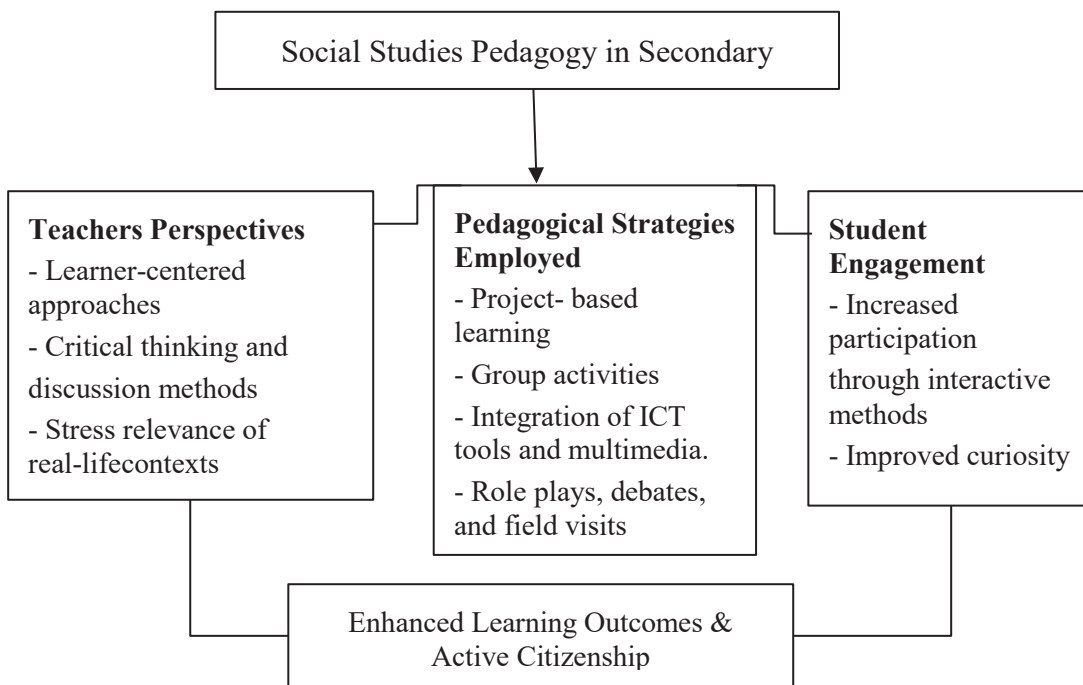 Social Studies Pedagogy in Secondary
Teachers Perspectives
- Learner-centered
approaches
- Critical thinking and
discussion methods
- Stress relevance of
real-lifecontexts
Pedagogical Strategies
Employed
- Project- based
learning
- Group activities
- Integration of ICT
tools and multimedia.
- Role plays, debates,
and field visits
Student
Engagement
- Increased
participation
through interactive
methods
- Improved curiosity
Enhanced Learning Outcomes &
Active Citizenship